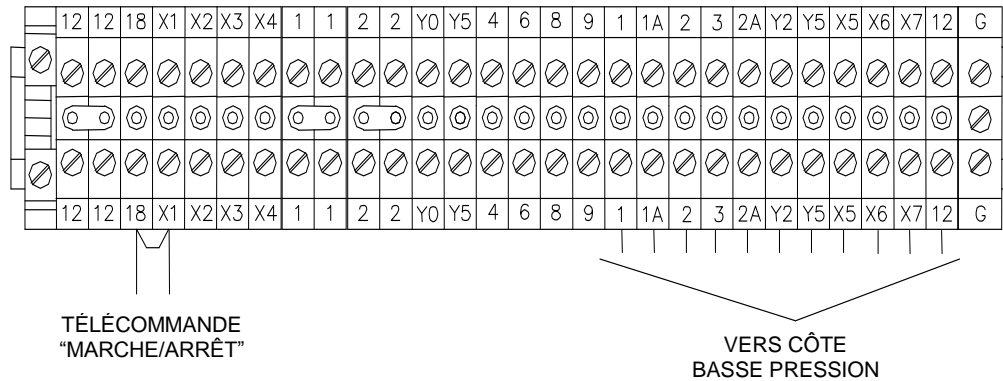 12 12 18 X1 X2 X3 X4 1 1 2 2 Y0 Y5 4 6 8 9 1 1A 2 3 2A Y2 Y5 X5 X6 X7 12 G
12 12 18 X1 X2 X3 X4 1 1 2 2 Y0 Y5 4 6 8 9 1 1A 2 3 2A Y2 Y5 X5 X6 X7 12 G
TÉLÉCOMMANDE
“MARCHE/ARRÊT”
VERS CÔTE
BASSE PRESSION